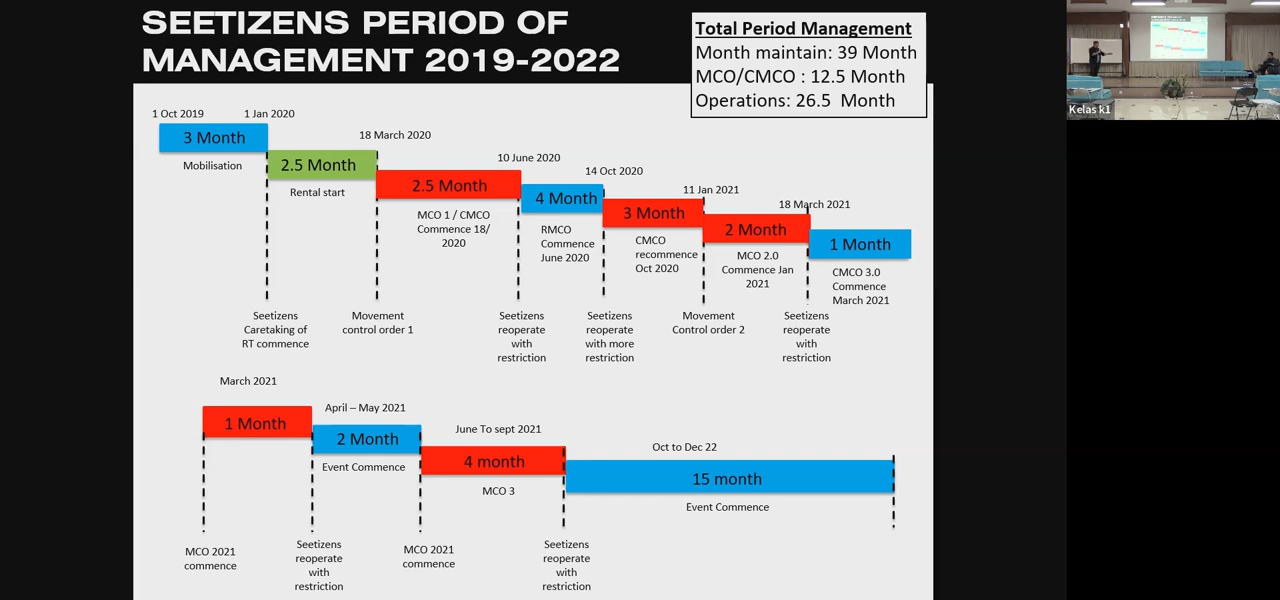 SEETIZENS PERIOD OF
MANAGEMENT 2019-2022
Total Period Management
Month maintain: 39 Month
MCO/CMCO : 12.5 Month
Operations: 26.5 Month
Kelas k1
1 Oct 2019
1 Jan 2020
3 Month
Mobilisation
18 March 2020
2.5 Month
Rental start
10 June 2020
2.5 Month
MCO 1 / CMCO
Commence 18/
2020
14 Oct 2020
4 Month
RMCO
Commence
June 2020
11 Jan 2021
3 Month
CMCO
recommence
Oct 2020
18 March 2021
2 Month
MCO 2.0
Commence Jan
2021
1 Month
CMCO 3.0
Commence
March 2021
Seetizens
Caretaking of
RT commence
Movement
control order 1
Seetizens
reoperate
with
restriction
Seetizens
reoperate
with more
restriction
Movement
Control order 2
Seetizens
reoperate
with
restriction
March 2021
1 Month
April – May 2021
2 Month
Event Commence
June To sept 2021
4 month
MCO 3
Oct to Dec 22
15 month
Event Commence
MCO 2021
commence
Seetizens
reoperate
with
restriction
MCO 2021
commence
Seetizens
reoperate
with
restriction